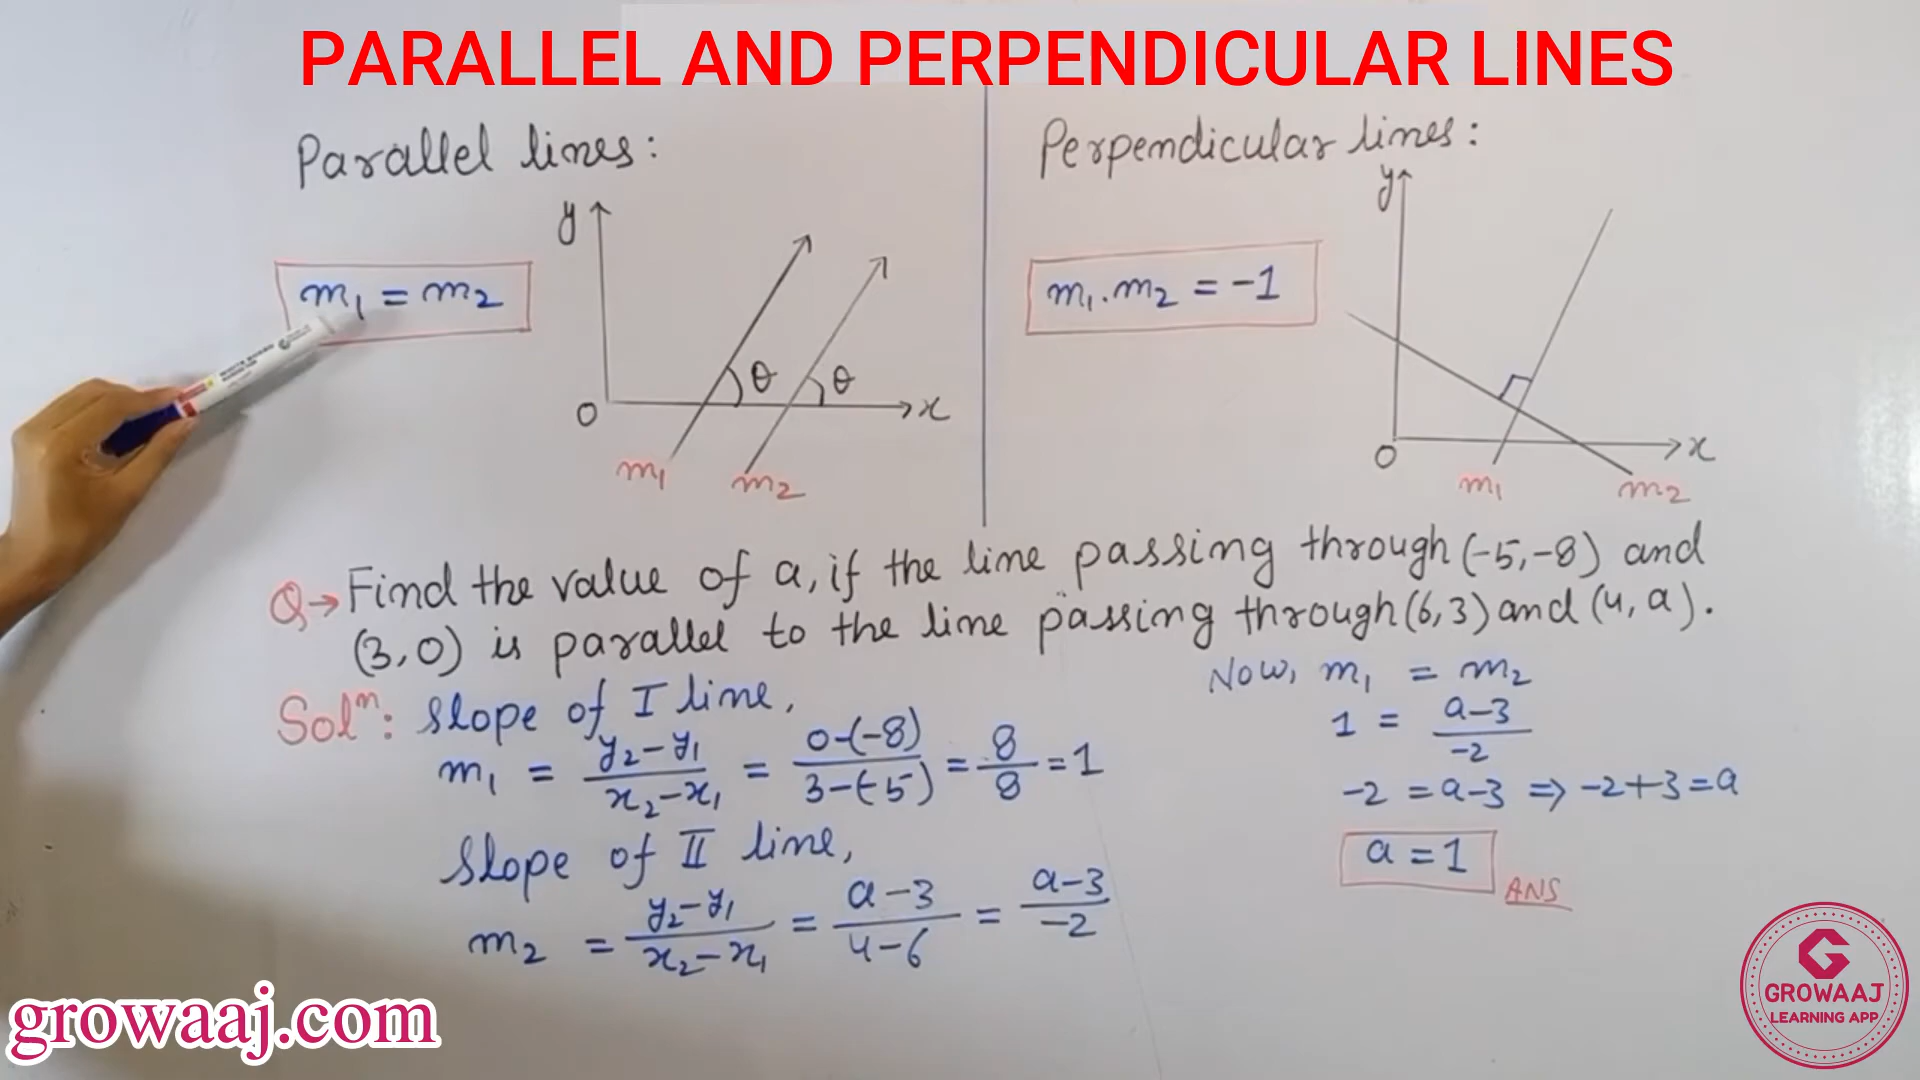 PARALLEL AND PERPENDICULAR LINES
Parallel lines:
m₁ = m₂
y
θ
θ
O
x
m₁
m₂
Perpendicular lines:
y
m₁.m₂ = -1
O
x
m₁
m₂
Q→ Find the value of a, if the line passing through (-5,-8) and
(3,0) is parallel to the line passing through (6,3) and (4,a).
Solⁿ: Slope of I line,
m₁ = (y₂-y₁)/(x₂-x₁) = (0-(-8))/(3-(-5)) = 8/8 = 1
Slope of II line,
m₂ = (y₂-y₁)/(x₂-x₁) = (a-3)/(4-6) = (a-3)/-2
Now, m₁ = m₂
1 = (a-3)/-2
-2 = a-3 ⇒ -2+3=a
a = 1
ANS
growaaj.com
G
GROWAAJ
LEARNING APP